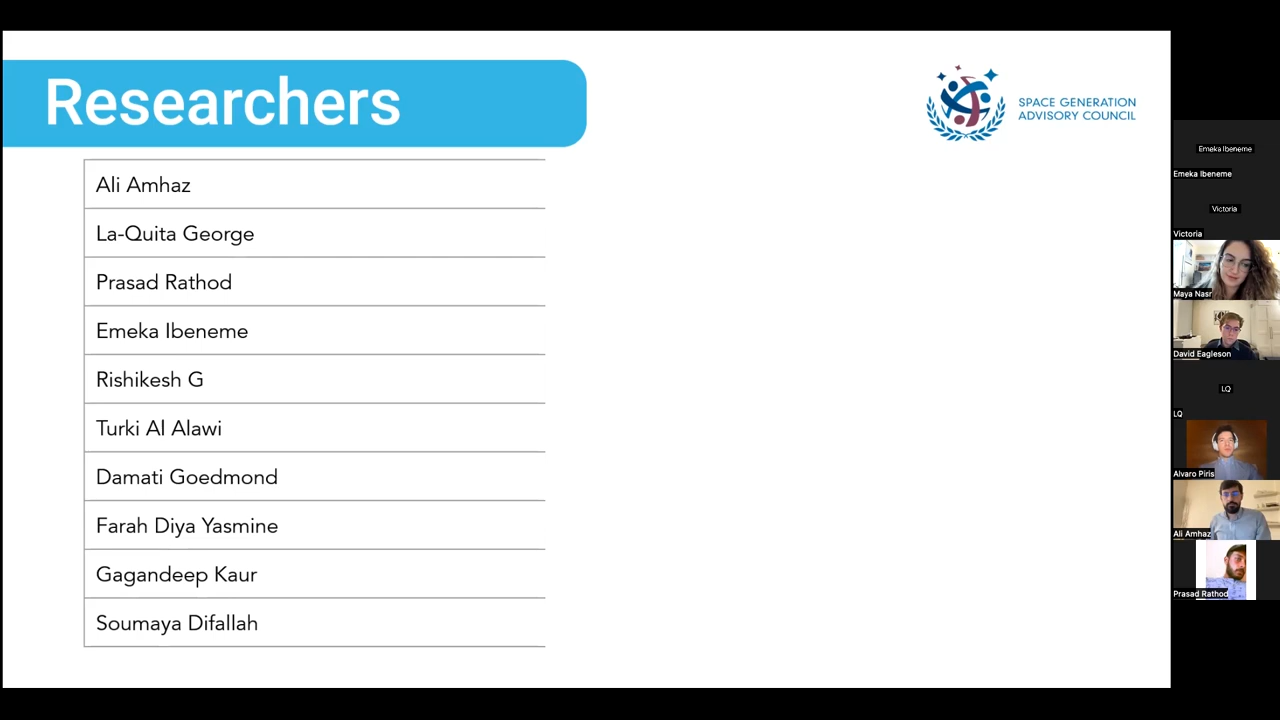 Researchers
SPACE GENERATION
ADVISORY COUNCIL
Ali Amhaz
La-Quita George
Prasad Rathod
Emeka Ibeneme
Rishikesh G
Turki Al Alawi
Damati Goedmond
Farah Diya Yasmine
Gagandeep Kaur
Soumaya Difallah
Emeka Ibeneme
Emeka Ibeneme
Victoria
Victoria
Maya Nasr
David Eagleson
LQ
LQ
Alvaro Piris
Ali Amhaz
Prasad Rathod